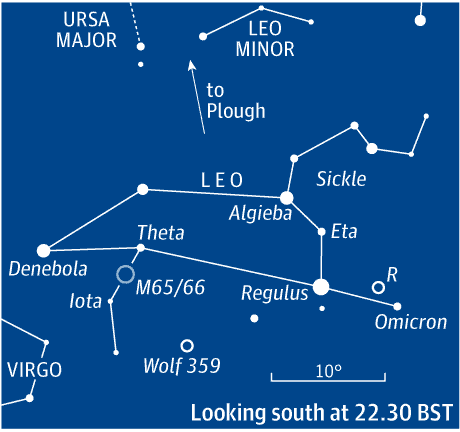 URSA
MAJOR
LEO
MINOR
to
Plough
LEO
Sickle
Algieba
Theta
Eta
Denebola
M65/66
Regulus
R
Iota
Omicron
Wolf 359
VIRGO
10°
Looking south at 22.30 BST